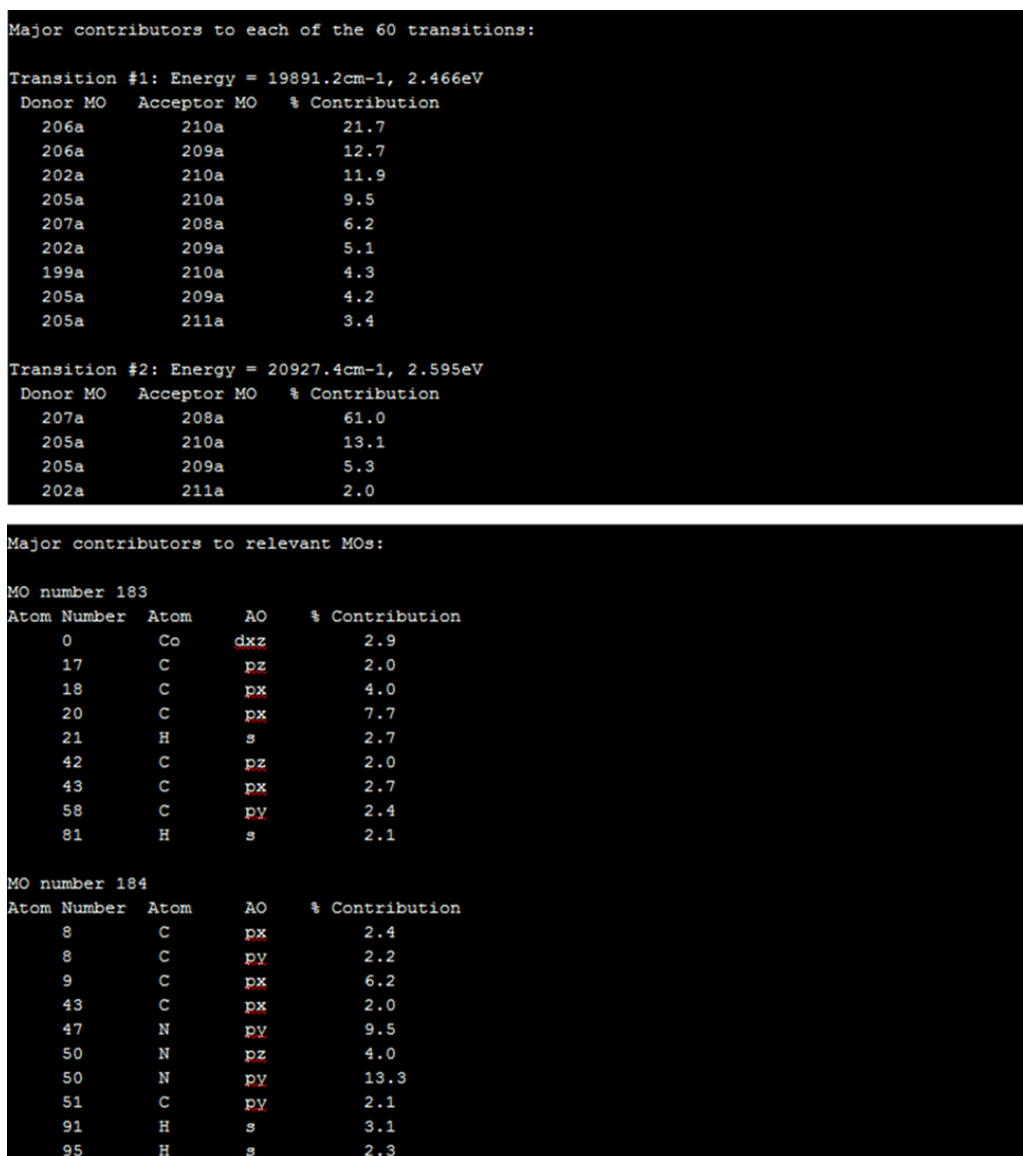 Major contributors to each of the 60 transitions:
Transition #1: Energy = 19891.2cm-1, 2.466eV
Donor MO Acceptor MO % Contribution
206a 210a 21.7
206a 209a 12.7
202a 210a 11.9
205a 210a 9.5
207a 208a 6.2
202a 209a 5.1
199a 210a 4.3
205a 209a 4.2
205a 211a 3.4
Transition #2: Energy = 20927.4cm-1, 2.595eV
Donor MO Acceptor MO % Contribution
207a 208a 61.0
205a 210a 13.1
205a 209a 5.3
202a 211a 2.0
Major contributors to relevant MOs:
MO number 183
Atom Number Atom AO % Contribution
0 Co dxz 2.9
17 C pz 2.0
18 C px 4.0
20 C px 7.7
21 H s 2.7
42 C pz 2.0
43 C px 2.7
58 C py 2.4
81 H s 2.1
MO number 184
Atom Number Atom AO % Contribution
8 C px 2.4
8 C py 2.2
9 C px 6.2
43 C px 2.0
47 N py 9.5
50 N pz 4.0
50 N py 13.3
51 C py 2.1
91 H s 3.1
95 H s 2.3